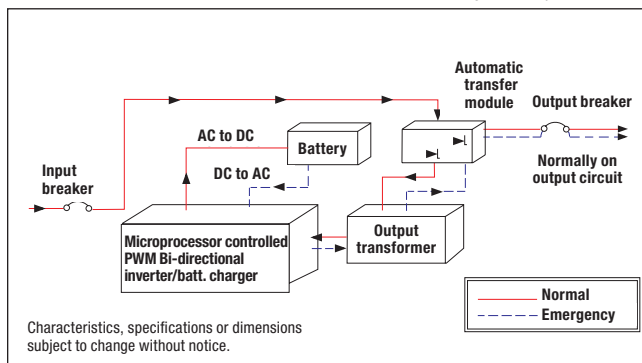 Automatic
transfer
module
Output breaker
AC to DC
Battery
DC to AC
Normally on
output circuit
Input
breaker
Microprocessor controlled
PWM Bi-directional
inverter/batt. charger
Output
transformer
Normal
Emergency
Characteristics, specifications or dimensions
subject to change without notice.